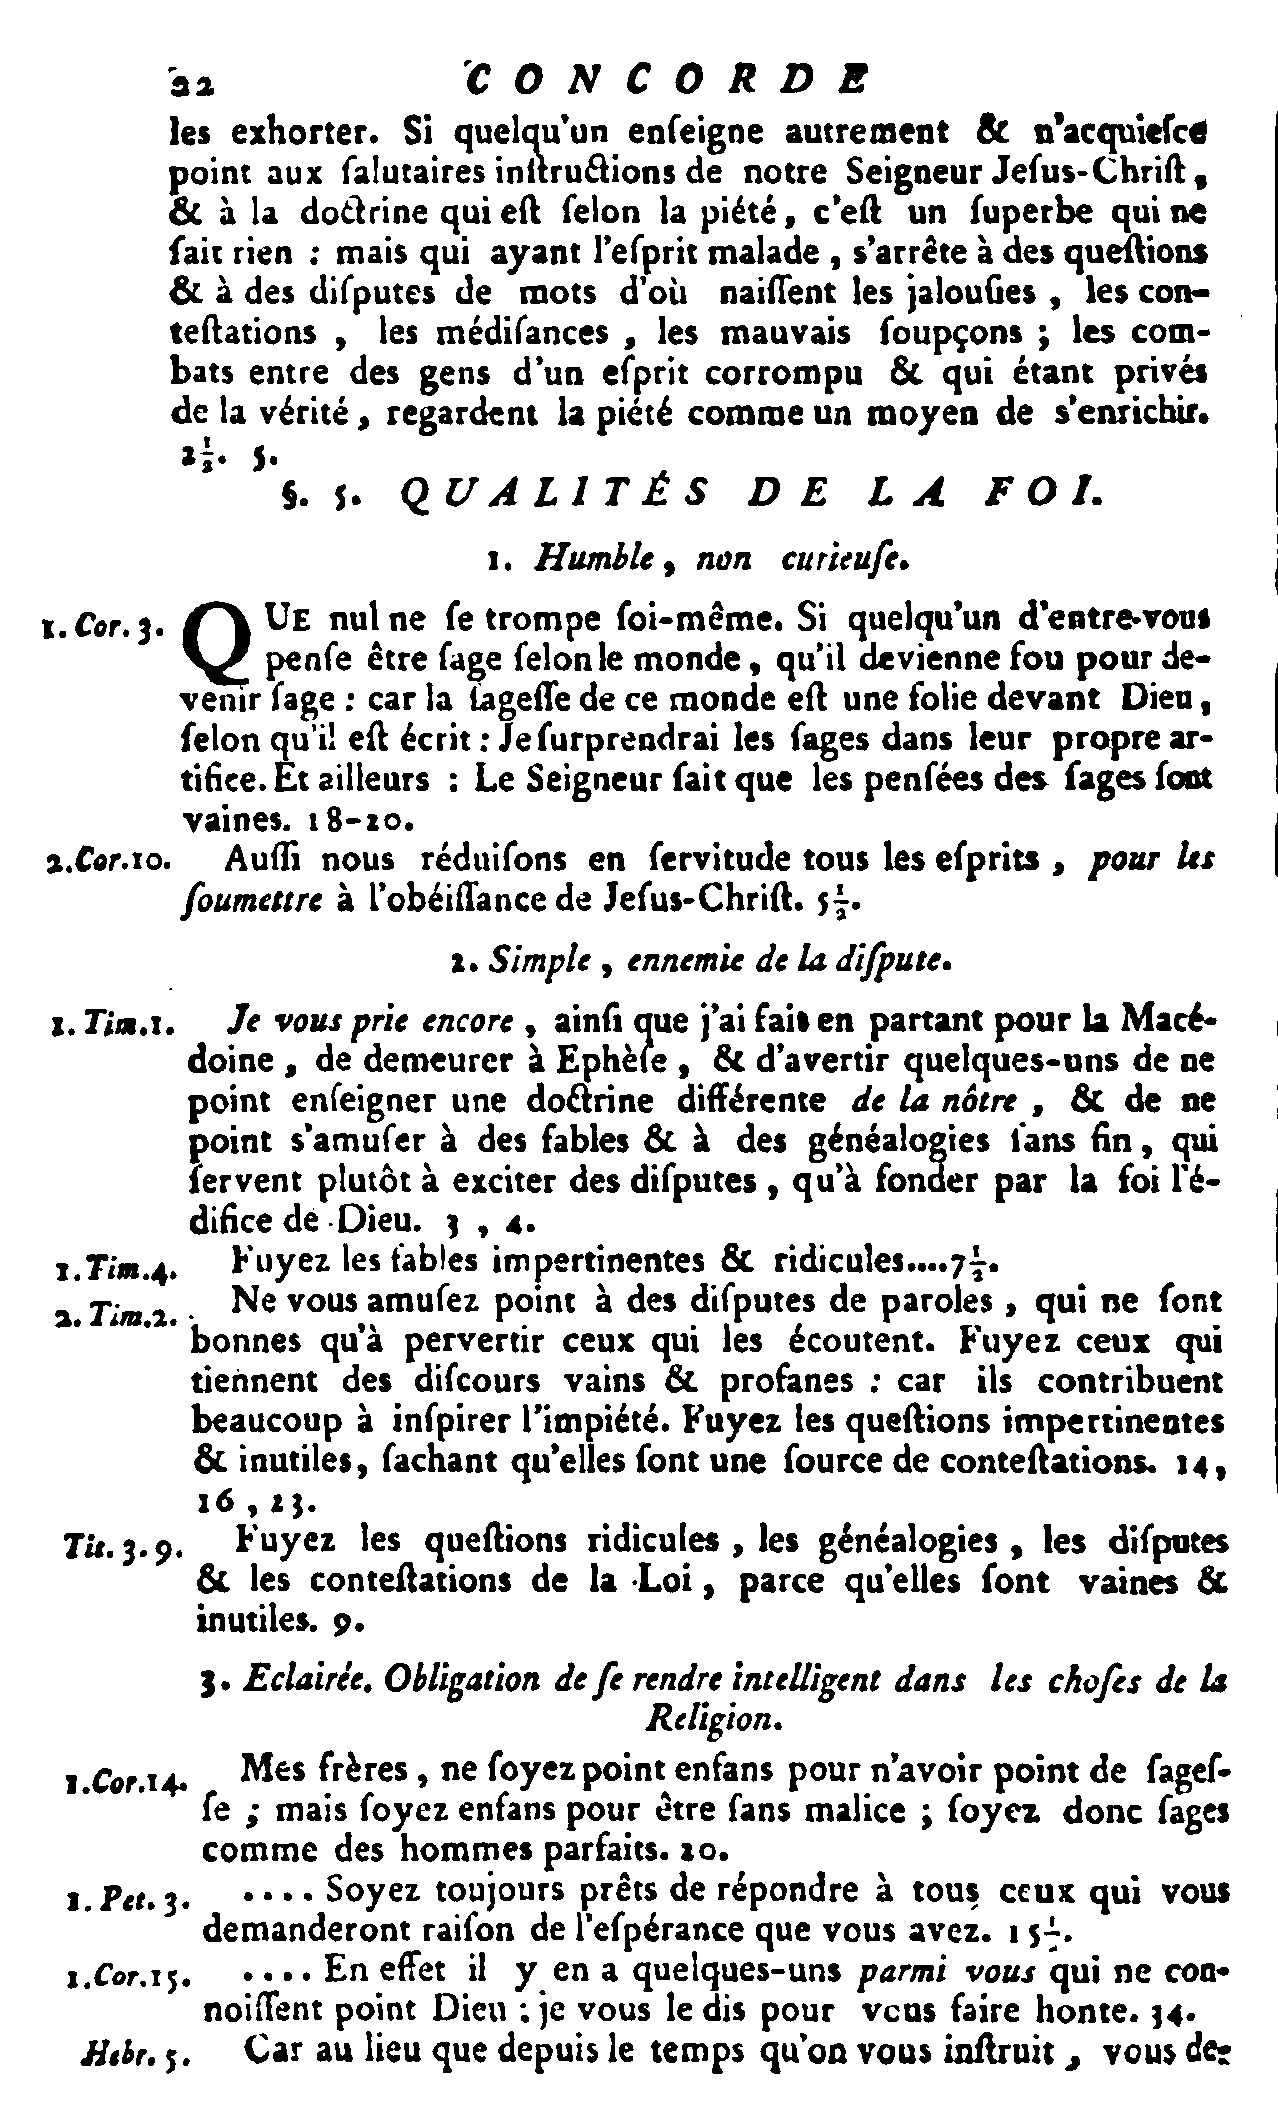 22 CONCORDE
les exhorter. Si quelqu'un enſeigne autrement & n'acquieſce
point aux ſalutaires inſtructions de notre Seigneur Jeſus-Chriſt,
& à la doctrine qui eſt ſelon la piété, c'eſt un ſuperbe qui ne
ſait rien : mais qui ayant l'eſprit malade, s'arrête à des queſtions
& à des diſputes de mots d'où naiſſent les jalouſies, les con-
teſtations, les médiſances, les mauvais ſoupçons ; les com-
bats entre des gens d'un eſprit corrompu & qui étant privés
de la vérité, regardent la piété comme un moyen de s'enrichir.
2½. 5.
§. 5. QUALITÉS DE LA FOI.
1. Humble, non curieuſe.
1. Cor. 3. QUE nul ne ſe trompe ſoi-même. Si quelqu'un d'entre-vous
penſe être ſage ſelon le monde, qu'il devienne fou pour de-
venir ſage : car la ſageſſe de ce monde eſt une folie devant Dieu,
ſelon qu'il eſt écrit : Je ſurprendrai les ſages dans leur propre ar-
tifice. Et ailleurs : Le Seigneur ſait que les penſées des ſages ſont
vaines. 18-20.
2.Cor.10. Auſſi nous réduiſons en ſervitude tous les eſprits, pour les
ſoumettre à l'obéiſſance de Jeſus-Chriſt. 5½.
2. Simple, ennemie de la diſpute.
1. Tim.1. Je vous prie encore, ainſi que j'ai fait en partant pour la Macé-
doine, de demeurer à Ephèſe, & d'avertir quelques-uns de ne
point enſeigner une doctrine différente de la nôtre, & de ne
point s'amuſer à des fables & à des généalogies ſans fin, qui
ſervent plutôt à exciter des diſputes, qu'à fonder par la foi l'é-
difice de Dieu. 3, 4.
1.Tim.4. Fuyez les fables impertinentes & ridicules....7½.
2. Tim.2. Ne vous amuſez point à des diſputes de paroles, qui ne ſont
bonnes qu'à pervertir ceux qui les écoutent. Fuyez ceux qui
tiennent des diſcours vains & profanes : car ils contribuent
beaucoup à inſpirer l'impiété. Fuyez les queſtions impertinentes
& inutiles, ſachant qu'elles ſont une ſource de conteſtations. 14,
16, 23.
Tit. 3. 9. Fuyez les queſtions ridicules, les généalogies, les diſputes
& les conteſtations de la Loi, parce qu'elles ſont vaines &
inutiles. 9.
3. Eclairée. Obligation de ſe rendre intelligent dans les choſes de la
Religion.
1.Cor.14. Mes frères, ne ſoyez point enfans pour n'avoir point de ſageſ-
ſe ; mais ſoyez enfans pour être ſans malice ; ſoyez donc ſages
comme des hommes parfaits. 20.
1. Pet. 3. .... Soyez toujours prêts de répondre à tous ceux qui vous
demanderont raiſon de l'eſpérance que vous avez. 15½.
1.Cor.15. .... En effet il y en a quelques-uns parmi vous qui ne con-
noiſſent point Dieu ; je vous le dis pour vous faire honte. 34.
Hebr. 5. Car au lieu que depuis le temps qu'on vous inſtruit, vous de-